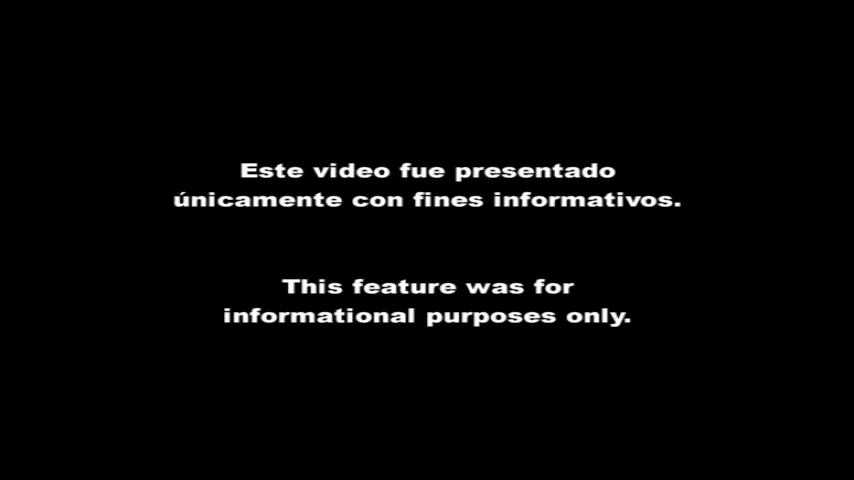 Este video fue presentado
únicamente con fines informativos.
This feature was for
informational purposes only.